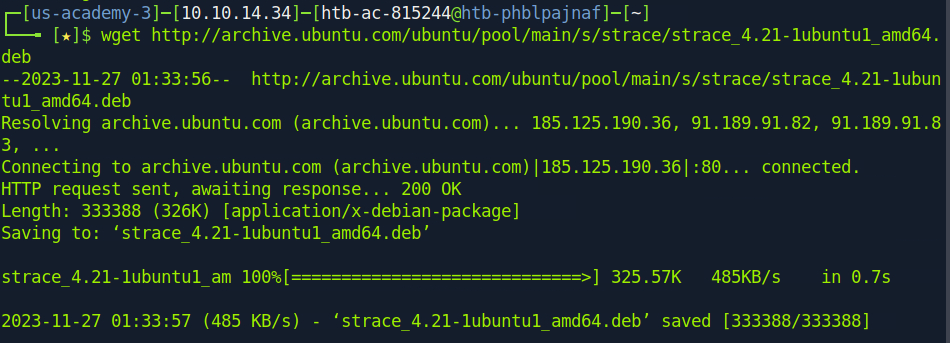 ┌─[us-academy-3]─[10.10.14.34]─[htb-ac-815244@htb-phblpajnaf]─[~]
└──╼ [★]$ wget http://archive.ubuntu.com/ubuntu/pool/main/s/strace/strace_4.21-1ubuntu1_amd64.
deb
--2023-11-27 01:33:56--  http://archive.ubuntu.com/ubuntu/pool/main/s/strace/strace_4.21-1ubun
tu1_amd64.deb
Resolving archive.ubuntu.com (archive.ubuntu.com)... 185.125.190.36, 91.189.91.82, 91.189.91.8
3, ...
Connecting to archive.ubuntu.com (archive.ubuntu.com)|185.125.190.36|:80... connected.
HTTP request sent, awaiting response... 200 OK
Length: 333388 (326K) [application/x-debian-package]
Saving to: ‘strace_4.21-1ubuntu1_amd64.deb’
strace_4.21-1ubuntu1_am 100%[=============================>] 325.57K   485KB/s    in 0.7s
2023-11-27 01:33:57 (485 KB/s) - ‘strace_4.21-1ubuntu1_amd64.deb’ saved [333388/333388]